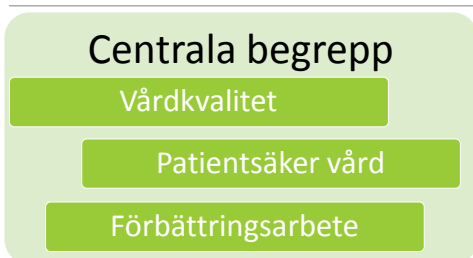 Centrala begrepp
Vårdkvalitet
Patientsäker vård
Förbättringsarbete